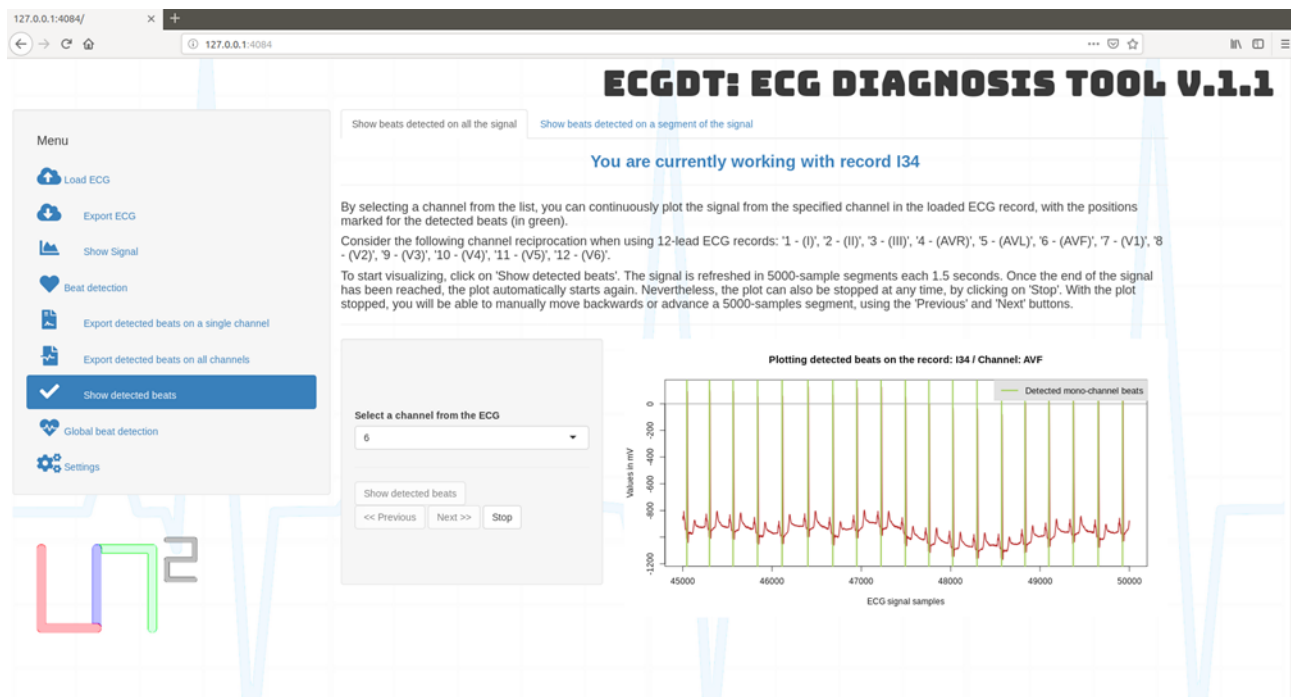 127.0.0.1:4084/
127.0.0.1:4084
ECGDT: ECG DIAGNOSIS TOOL V.1.1
Menu
Load ECG
Export ECG
Show Signal
Beat detection
Export detected beats on a single channel
Export detected beats on all channels
Show detected beats
Global beat detection
Settings
Show beats detected on all the signal
Show beats detected on a segment of the signal
You are currently working with record I34
By selecting a channel from the list, you can continuously plot the signal from the specified channel in the loaded ECG record, with the positions
marked for the detected beats (in green).
Consider the following channel reciprocation when using 12-lead ECG records: '1 - (I)', '2 - (II)', '3 - (III)', '4 - (AVR)', '5 - (AVL)', '6 - (AVF)', '7 - (V1)', '8
- (V2)', '9 - (V3)', '10 - (V4)', '11 - (V5)', '12 - (V6)'.
To start visualizing, click on 'Show detected beats'. The signal is refreshed in 5000-sample segments each 1.5 seconds. Once the end of the signal
has been reached, the plot automatically starts again. Nevertheless, the plot can also be stopped at any time, by clicking on 'Stop'. With the plot
stopped, you will be able to manually move backwards or advance a 5000-samples segment, using the 'Previous' and 'Next' buttons.
Select a channel from the ECG
6
Show detected beats
<< Previous
Next >>
Stop
Plotting detected beats on the record: I34 / Channel: AVF
Detected mono-channel beats
Values in mV
0
-200
-400
-600
-800
-1200
45000
46000
47000
48000
49000
50000
ECG signal samples